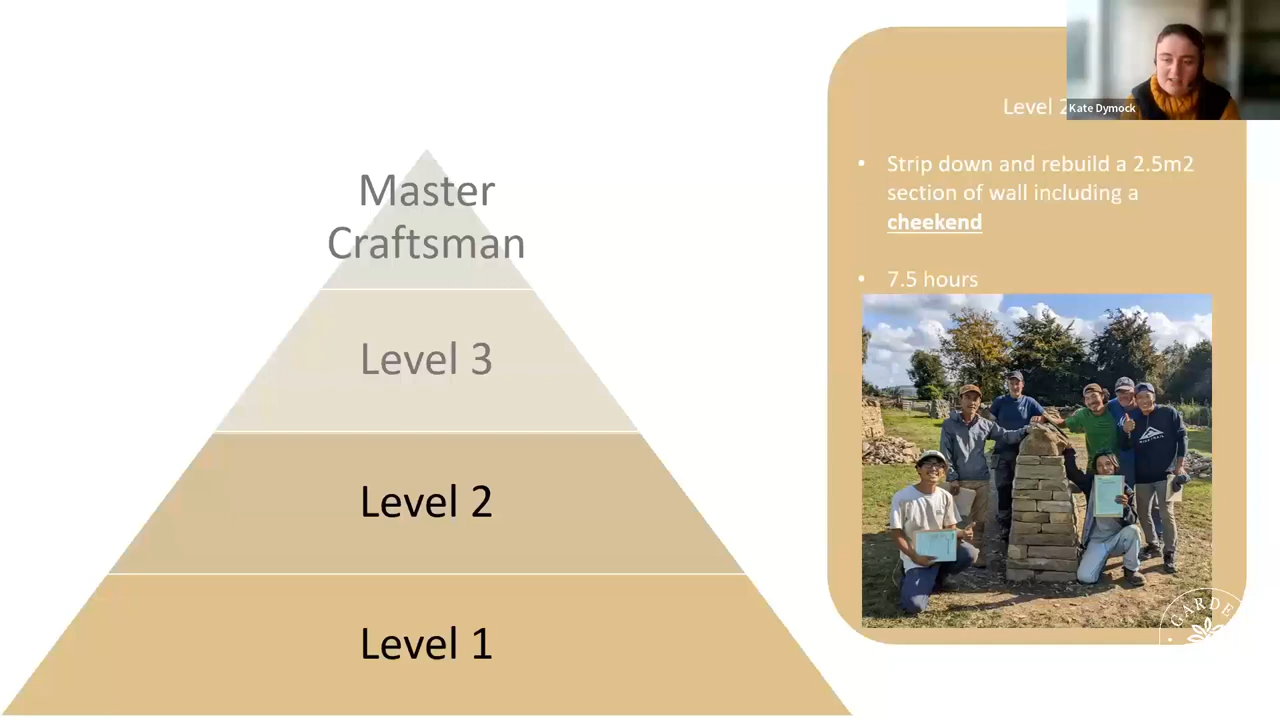 Master
Craftsman
Level 3
Level 2
Level 1
Level 2
Kate Dymock
• Strip down and rebuild a 2.5m2
section of wall including a
cheekend
• 7.5 hours
GARDE